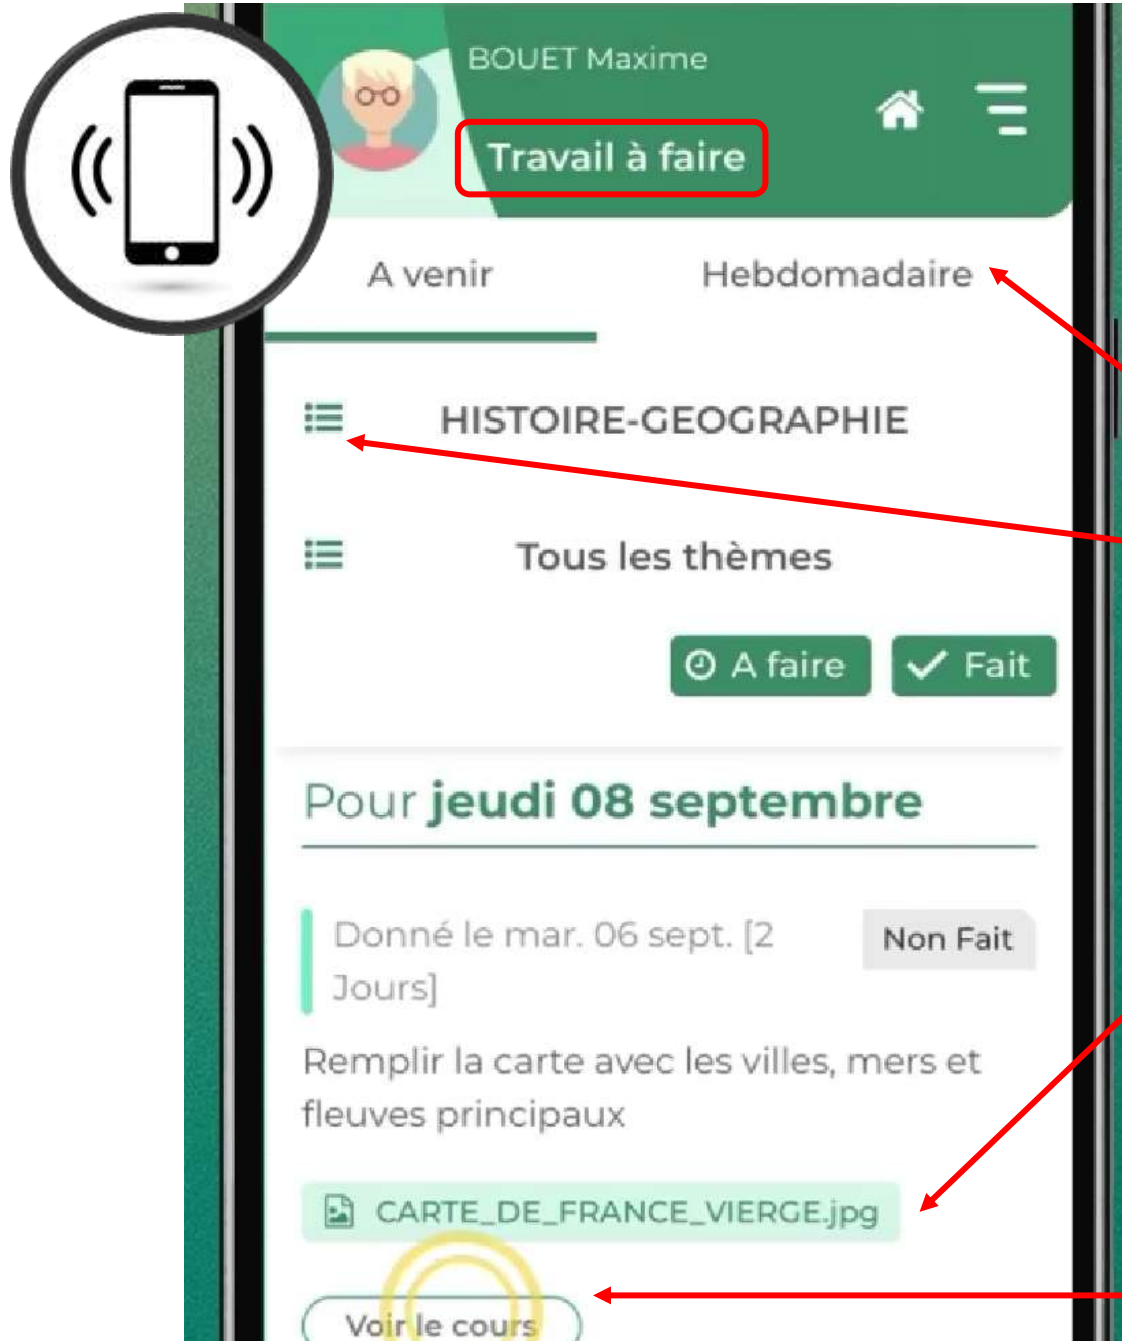 BOUET Maxime
Travail à faire
A venir
Hebdomadaire
HISTOIRE-GEOGRAPHIE
Tous les thèmes
A faire
Fait
Pour jeudi 08 septembre
Donné le mar. 06 sept. [2
Jours]
Non Fait
Remplir la carte avec les villes, mers et
fleuves principaux
CARTE_DE_FRANCE_VIERGE.jpg
Voir le cours